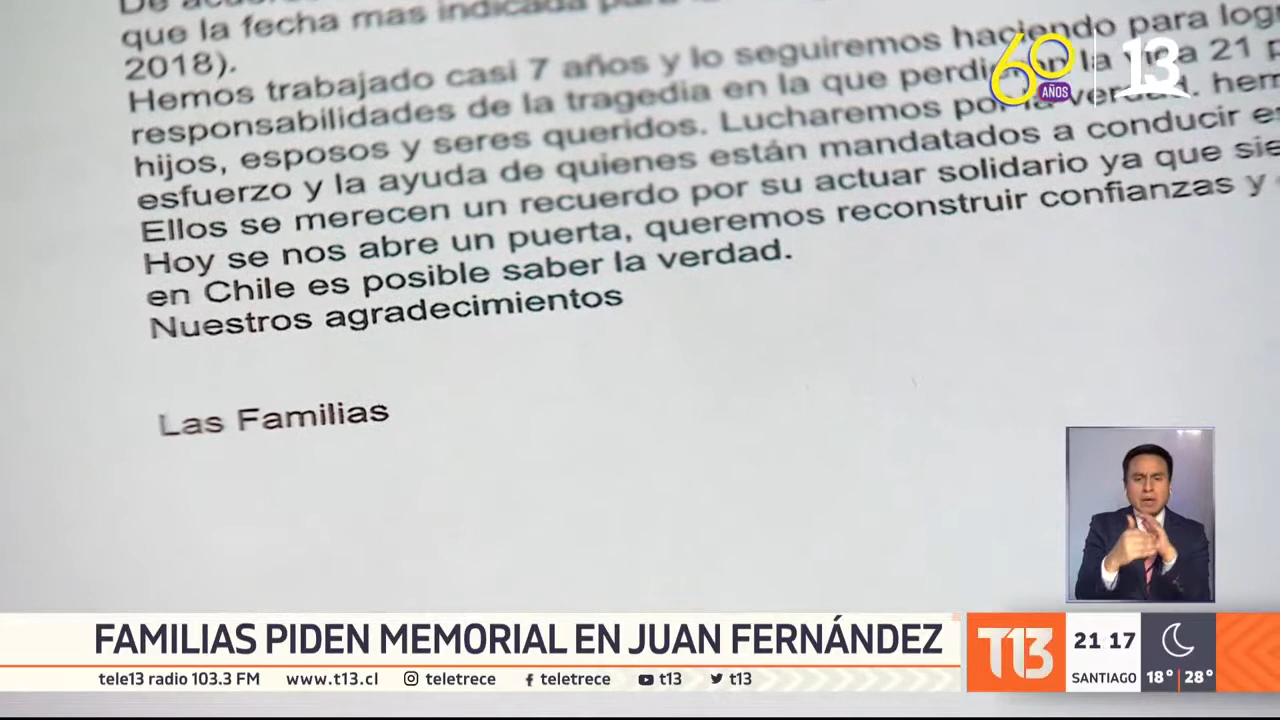 que la fecha mas indicada
2018).
Hemos trabajado casi 7 años y lo seguiremos haciendo para
responsabilidades de la tragedia en la que la 21
hijos, esposos y seres queridos. Lucharemos
esfuerzo y la ayuda de quienes están mandatados a conducir
Ellos se merecen un recuerdo por su actuar solidario ya que
Hoy se nos abre un puerta, queremos reconstruir confianzas y
en Chile es posible saber la verdad.
Nuestros agradecimientos
Las Familias
60 AÑOS 13
FAMILIAS PIDEN MEMORIAL EN JUAN FERNÁNDEZ
tele13 radio 103.3 FM www.t13.cl teletrece teletrece t13 t13
T13
21 17
SANTIAGO
18° 28°